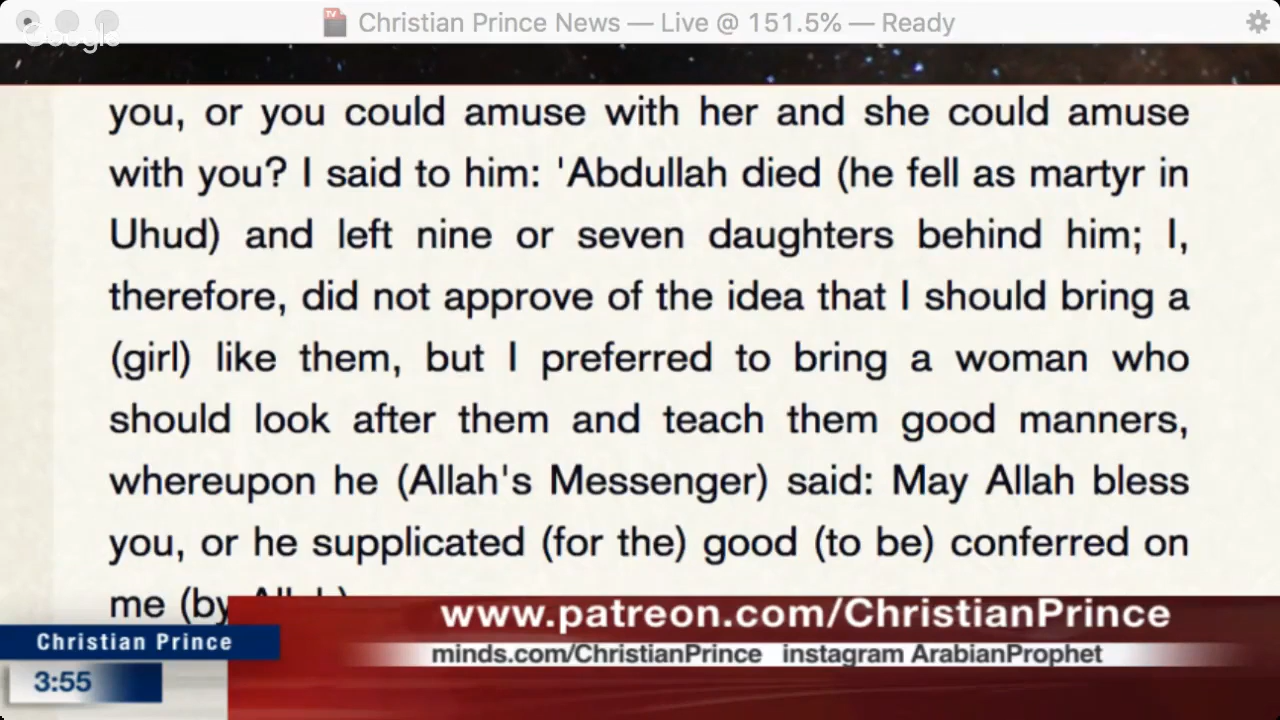 Christian Prince News — Live @ 151.5% — Ready
Google
you, or you could amuse with her and she could amuse
with you? I said to him: 'Abdullah died (he fell as martyr in
Uhud) and left nine or seven daughters behind him; I,
therefore, did not approve of the idea that I should bring a
(girl) like them, but I preferred to bring a woman who
should look after them and teach them good manners,
whereupon he (Allah's Messenger) said: May Allah bless
you, or he supplicated (for the) good (to be) conferred on
me (by
www.patreon.com/ChristianPrince
Christian Prince
minds.com/ChristianPrince instagram ArabianProphet
3:55